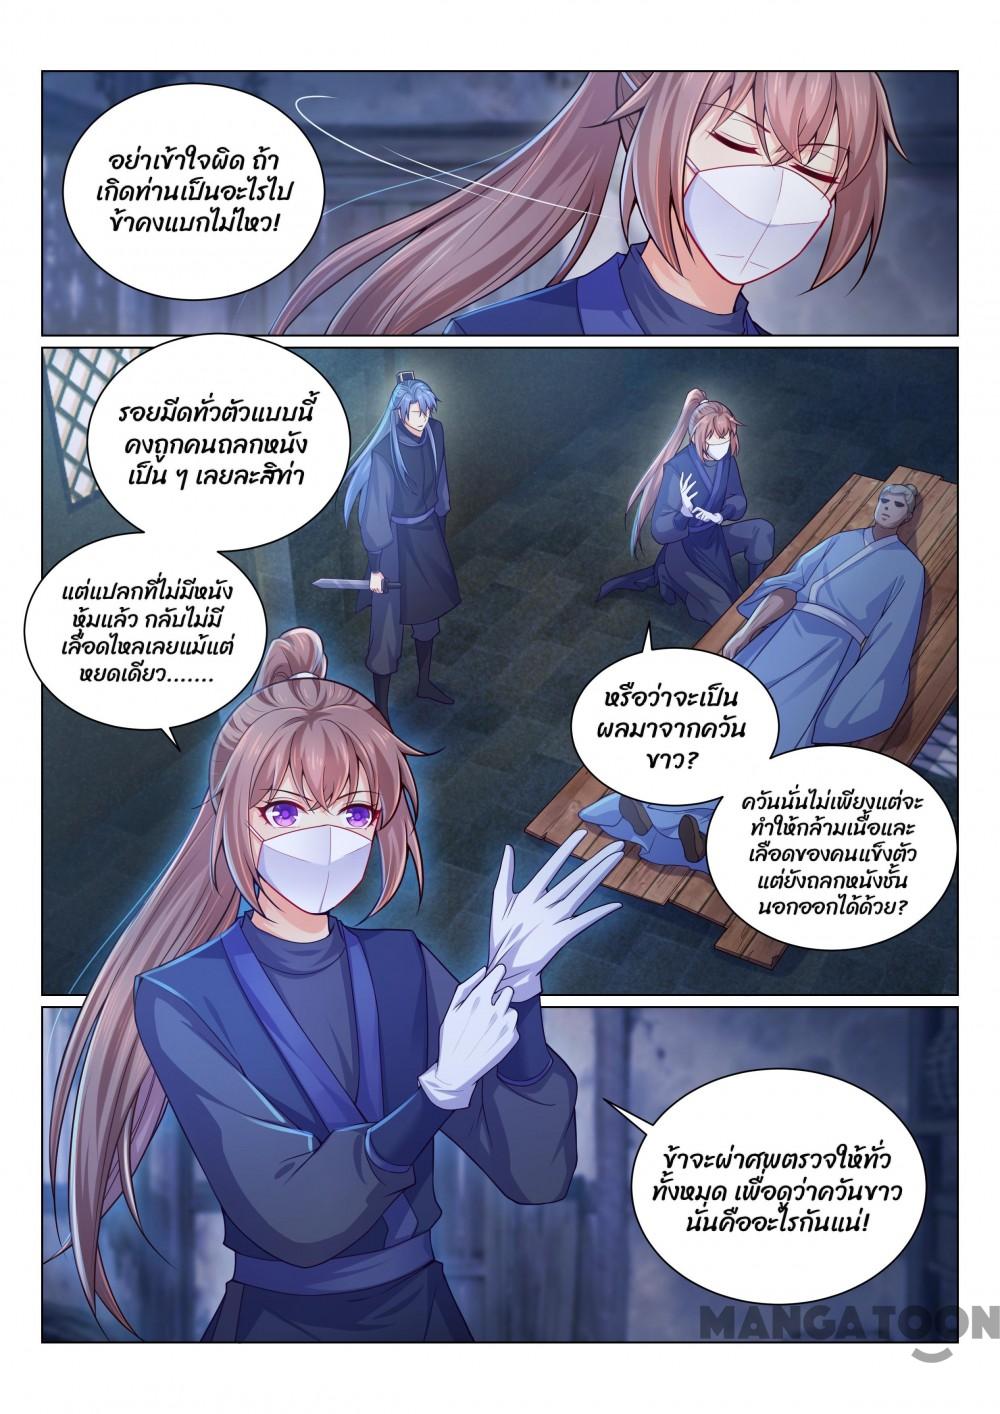 อย่าเข้าใจผิด ถ้า
เกิดท่านเป็นอะไรไป
ข้าคงแบกไม่ไหว!
รอยมีดทั่วตัวแบบนี้
คงถูกคนถลกหนัง
เป็น ๆ เลยละสิท่า
แต่แปลกที่ไม่มีหนัง
หุ้มแล้ว กลับไม่มี
เลือดไหลเลยแม้แต่
หยดเดียว.......
หรือว่าจะเป็น
ผลมาจากควัน
ขาว?
ควันนั่นไม่เพียงแต่จะ
ทำให้กล้ามเนื้อและ
เลือดของคนแข็งตัว
แต่ยังถลกหนังชั้น
นอกออกได้ด้วย?
ข้าจะผ่าศพตรวจให้ทั่ว
ทั้งหมด เพื่อดูว่าควันขาว
นั่นคืออะไรกันแน่!
MANGATOON